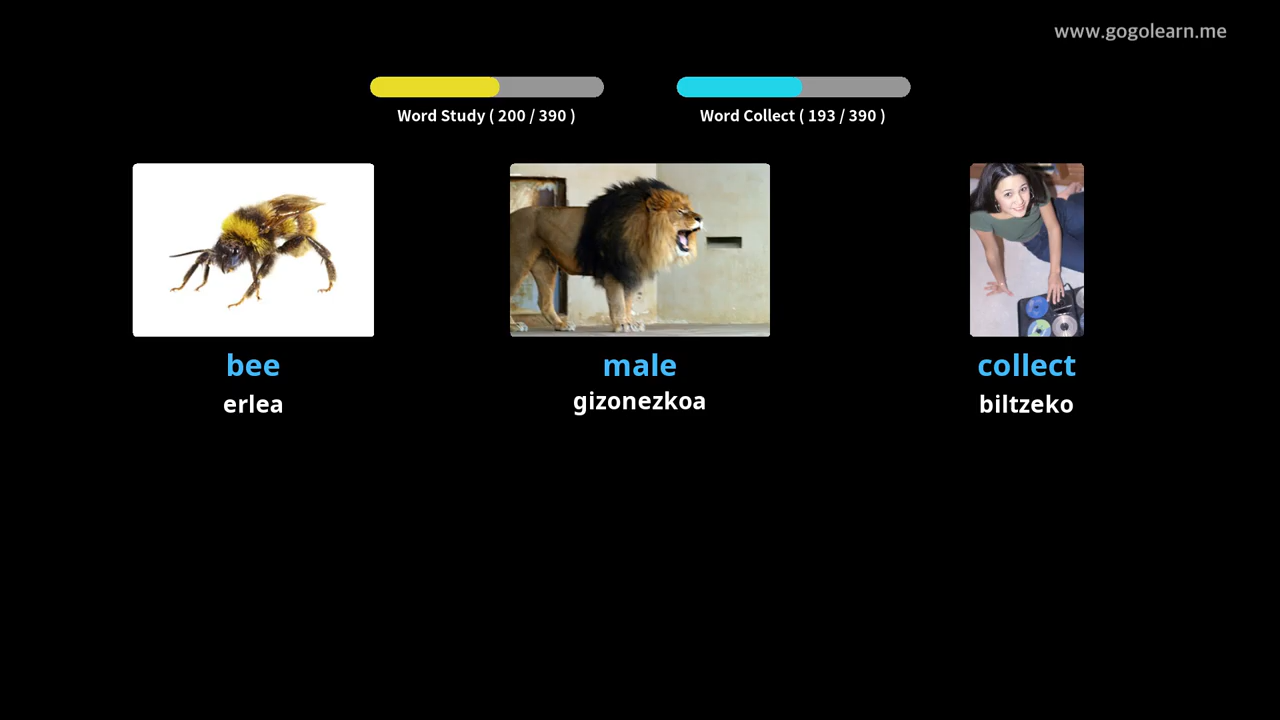 www.gogolearn.me
Word Study ( 200 / 390 )
Word Collect ( 193 / 390 )
bee
male
collect
erlea
gizonezkoa
biltzeko